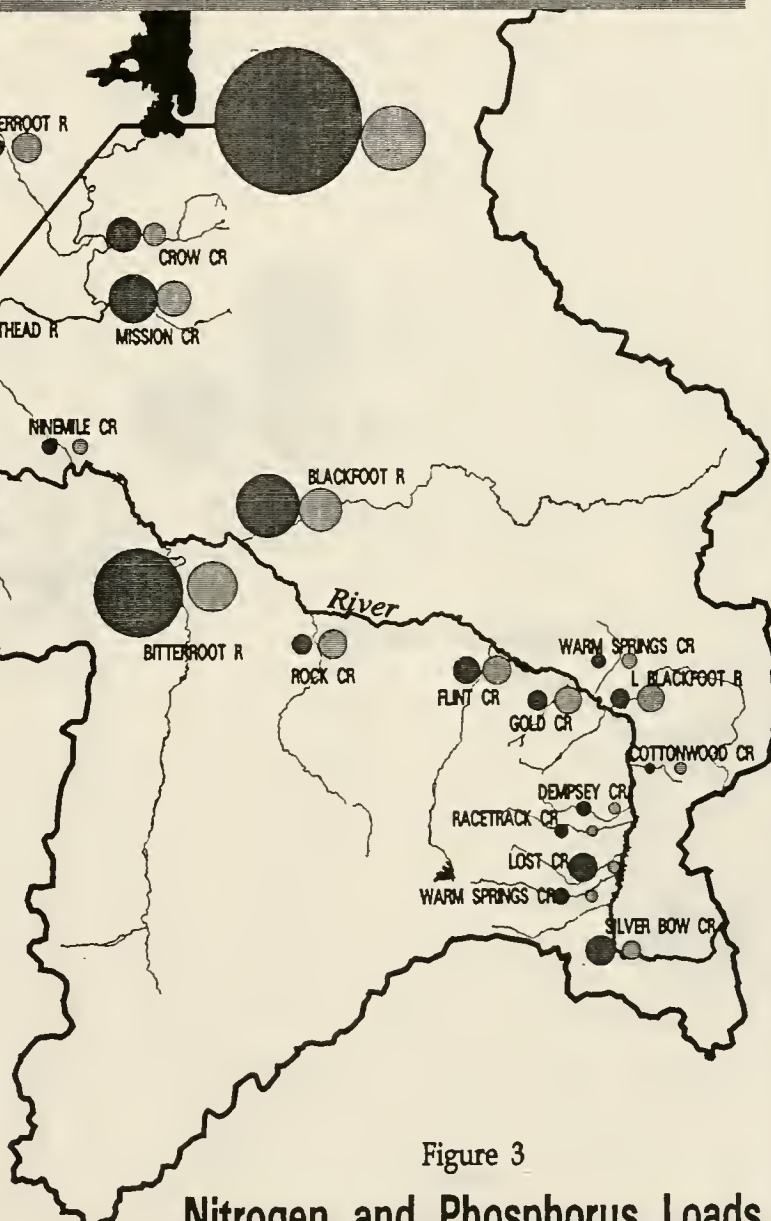 ERROOT R
CROW CR
THEAD R
MISSION CR
NINEMILE CR
BLACKFOOT R
River
BITTERROOT R
ROCK CR
WARM SPRINGS CR
FLINT CR
L BLACKFOOT R
GOLD CR
COTTONWOOD CR
DEMPSEY CR
RACETRACK CR
LOST CR
WARM SPRINGS CR
SILVER BOW CR
Figure 3
Nitrogen and Phosphorus Loads